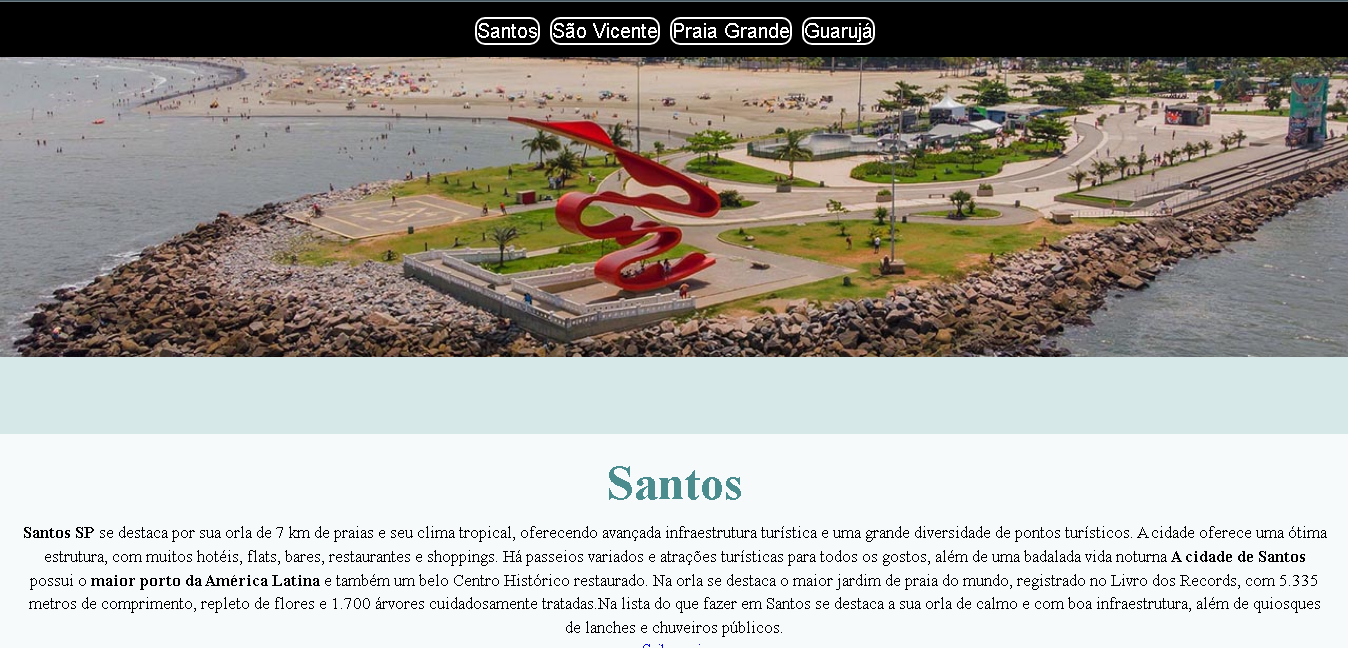 Santos São Vicente Praia Grande Guarujá
Santos
Santos SP se destaca por sua orla de 7 km de praias e seu clima tropical, oferecendo avançada infraestrutura turística e uma grande diversidade de pontos turísticos. A cidade oferece uma ótima
estrutura, com muitos hotéis, flats, bares, restaurantes e shoppings. Há passeios variados e atrações turísticas para todos os gostos, além de uma badalada vida noturna A cidade de Santos
possui o maior porto da América Latina e também um belo Centro Histórico restaurado. Na orla se destaca o maior jardim de praia do mundo, registrado no Livro dos Records, com 5.335
metros de comprimento, repleto de flores e 1.700 árvores cuidadosamente tratadas.Na lista do que fazer em Santos se destaca a sua orla de calmo e com boa infraestrutura, além de quiosques
de lanches e chuveiros públicos.